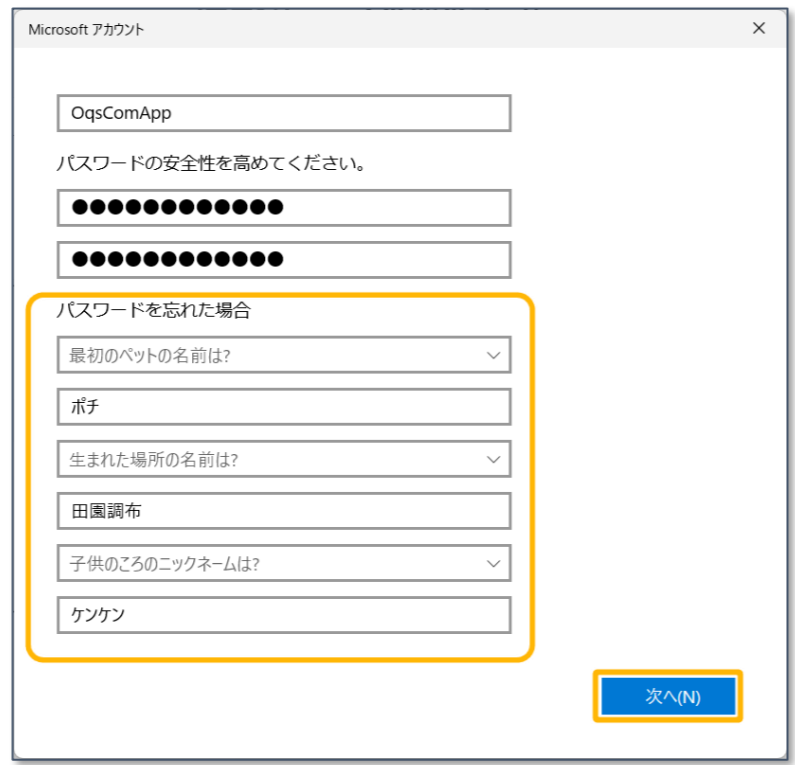 Microsoft アカウント
OqsComApp
パスワードの安全性を高めてください。
●●●●●●●●●●●●
●●●●●●●●●●●●
パスワードを忘れた場合
最初のペットの名前は?
ポチ
生まれた場所の名前は?
田園調布
子供のころのニックネームは?
ケンケン
次へ(N)